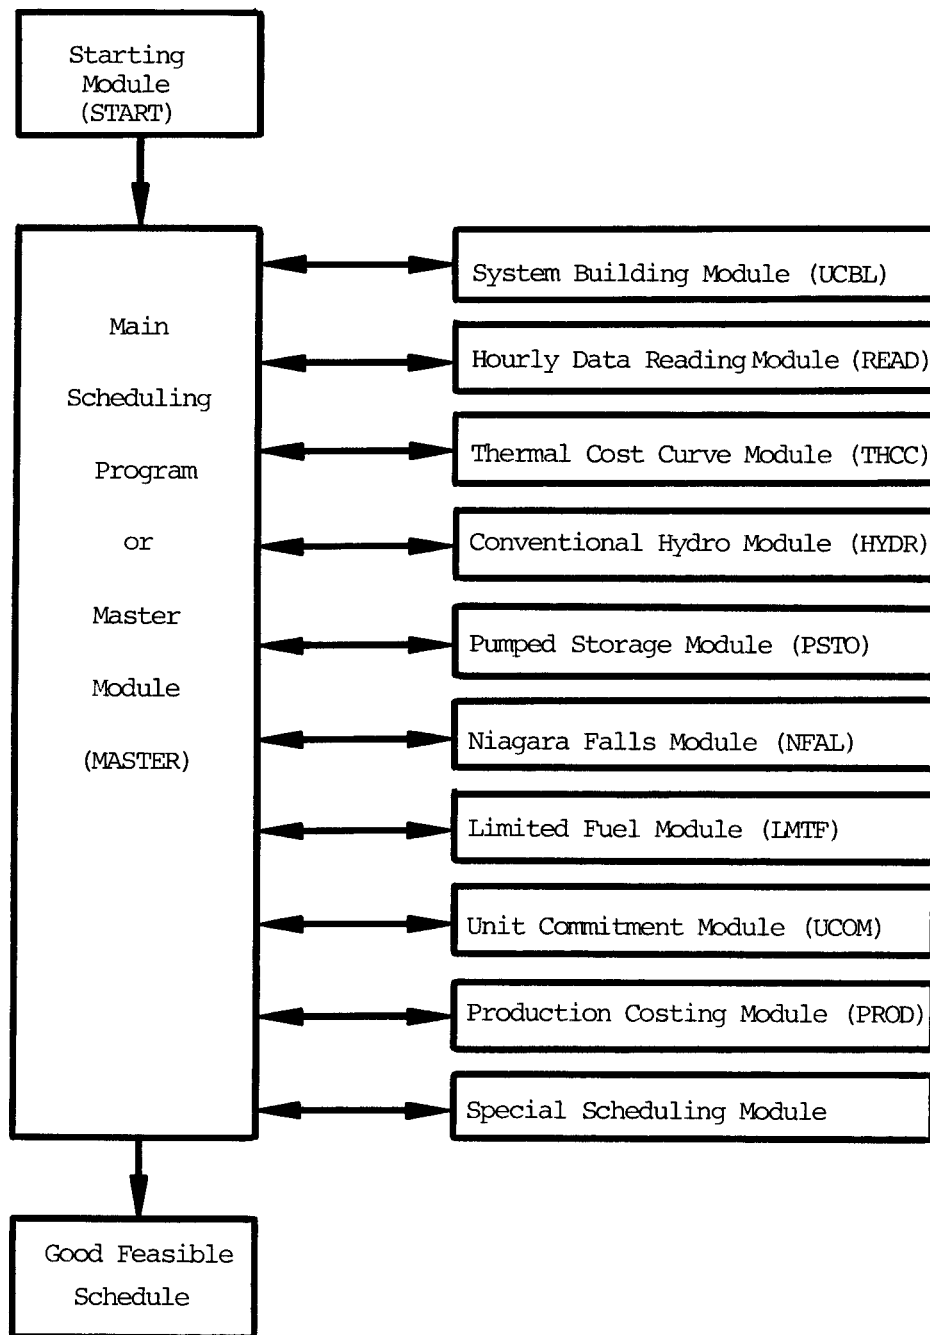 Starting
Module
(START)
Main
Scheduling
Program
or
Master
Module
(MASTER)
System Building Module (UCBL)
Hourly Data Reading Module (READ)
Thermal Cost Curve Module (THCC)
Conventional Hydro Module (HYDR)
Pumped Storage Module (PSTO)
Niagara Falls Module (NFAL)
Limited Fuel Module (LMTF)
Unit Commitment Module (UCOM)
Production Costing Module (PROD)
Special Scheduling Module
Good Feasible
Schedule